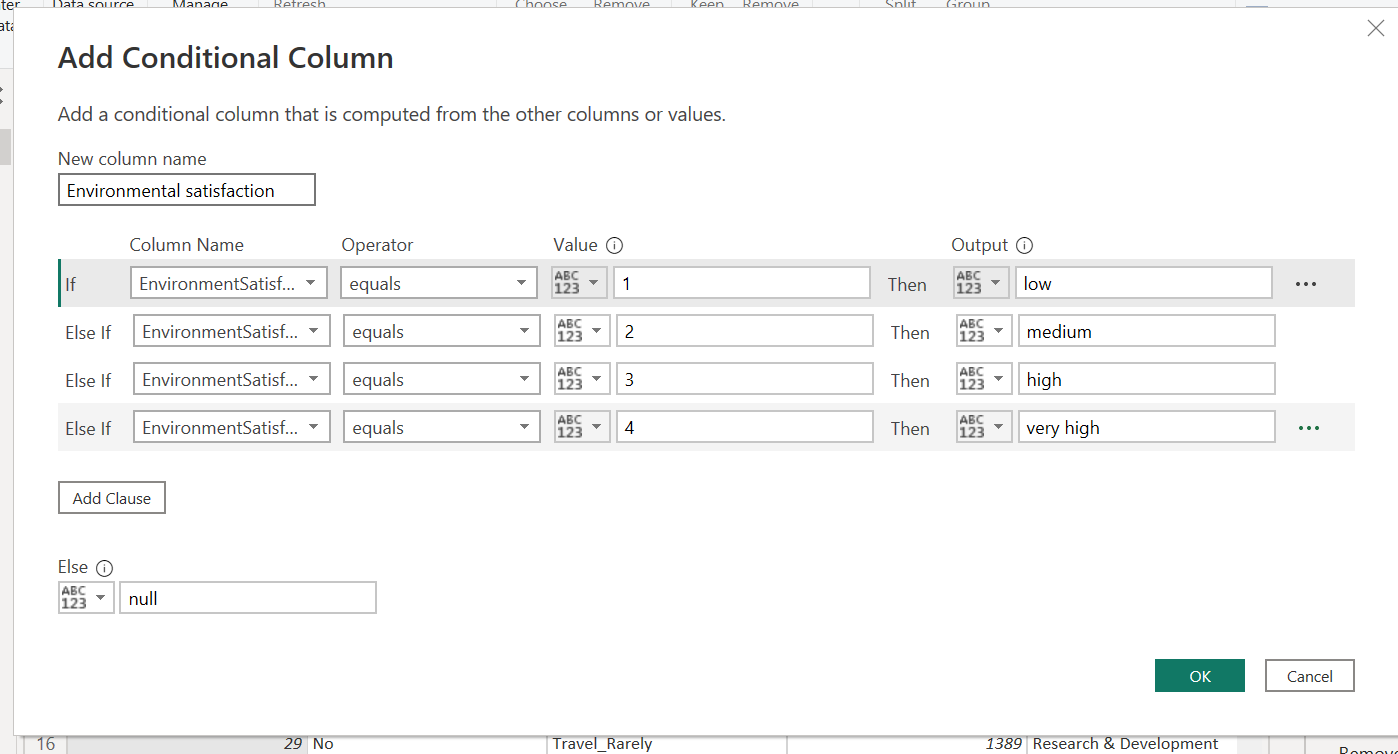 Data source Manage Refresh Choose Remove Keep Remove Split Group
Add Conditional Column
Add a conditional column that is computed from the other columns or values.
New column name
Environmental satisfaction
Column Name Operator Value Output
If EnvironmentSatisf... equals ABC 123 1 Then ABC 123 low ...
Else If EnvironmentSatisf... equals ABC 123 2 Then ABC 123 medium
Else If EnvironmentSatisf... equals ABC 123 3 Then ABC 123 high
Else If EnvironmentSatisf... equals ABC 123 4 Then ABC 123 very high ...
Add Clause
Else
ABC 123 null
OK Cancel
16 29 No Travel_Rarely 1389 Research & Development